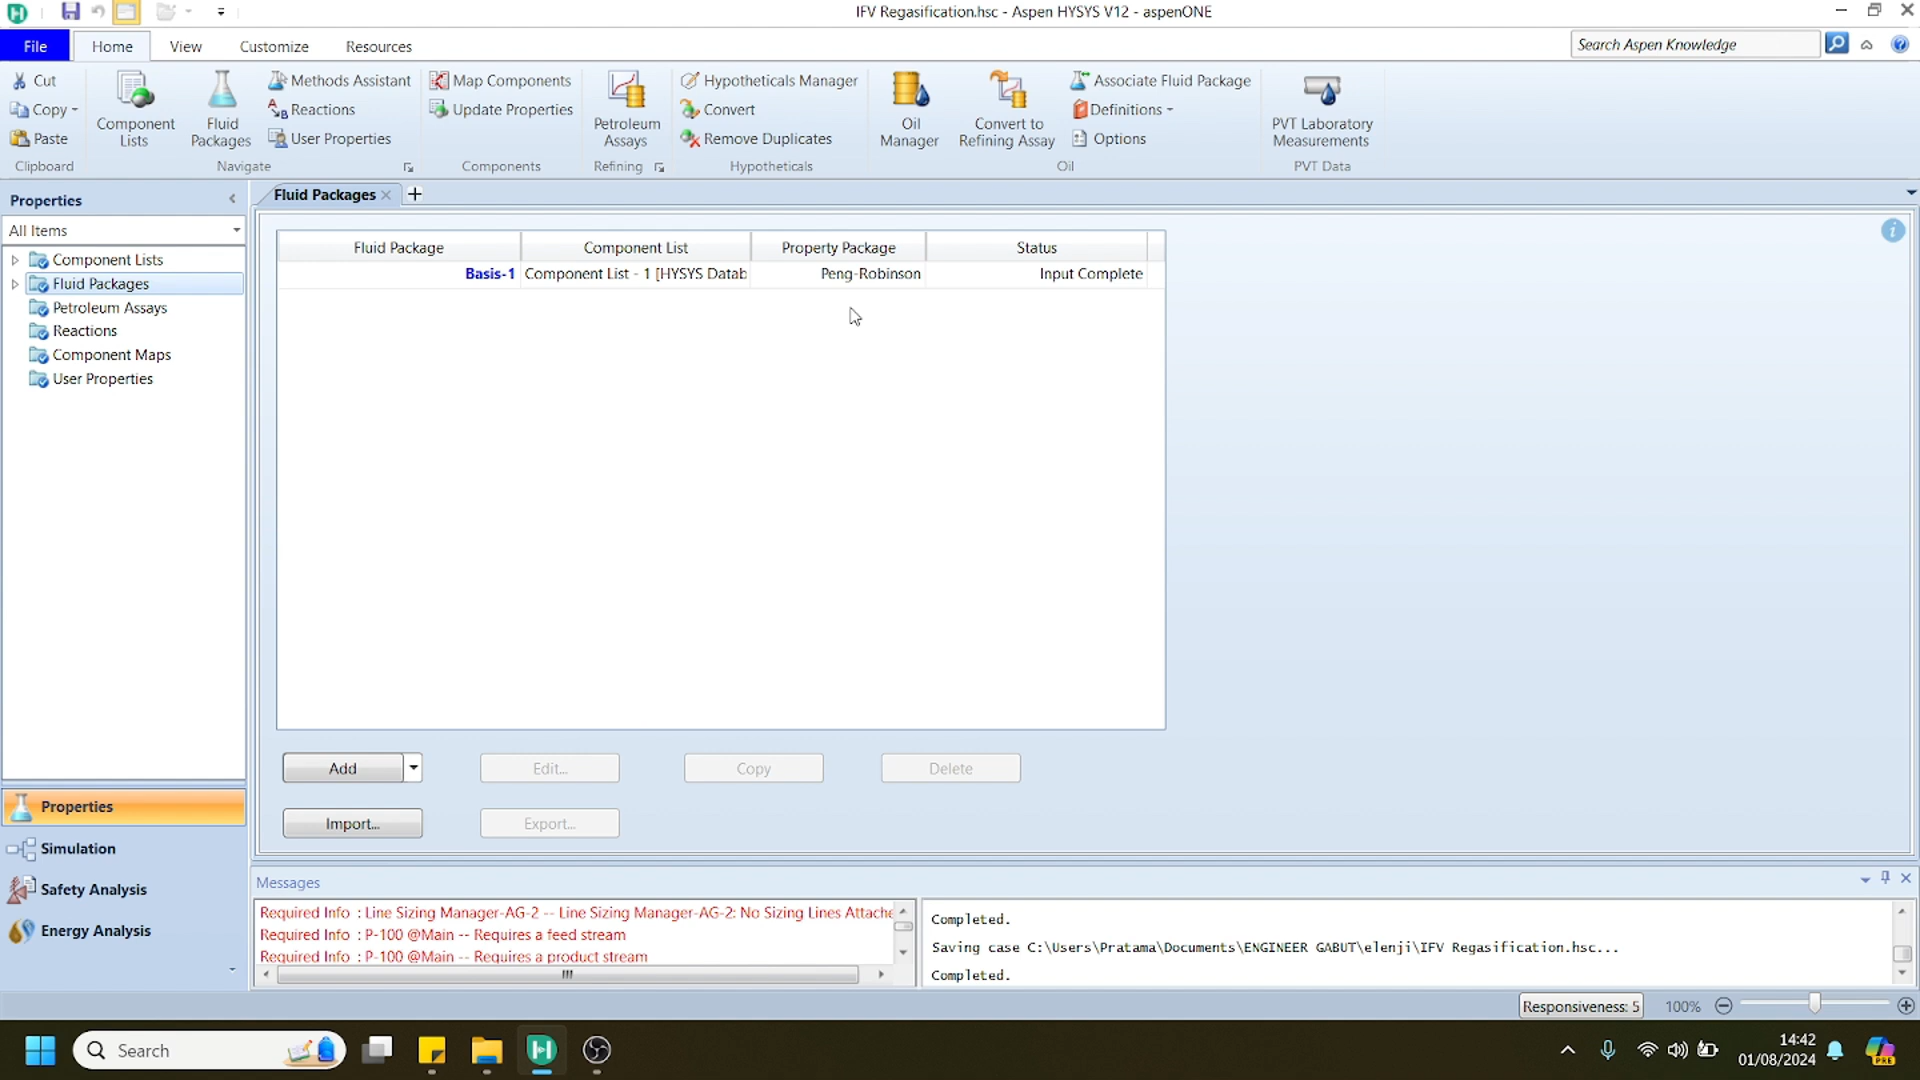 IFV Regasification.hsc - Aspen HYSYS V12 - aspenONE
File
Home
View
Customize
Resources
Search Aspen Knowledge
Cut
Copy
Paste
Clipboard
Component Lists
Fluid Packages
Methods Assistant
Reactions
User Properties
Navigate
Map Components
Update Properties
Components
Petroleum Assays
Refining
Hypotheticals Manager
Convert
Remove Duplicates
Hypotheticals
Oil Manager
Convert to Refining Assay
Associate Fluid Package
Definitions
Options
Oil
PVT Laboratory Measurements
PVT Data
Properties
All Items
Component Lists
Fluid Packages
Petroleum Assays
Reactions
Component Maps
User Properties
Properties
Simulation
Safety Analysis
Energy Analysis
Fluid Packages
Fluid Package Component List Property Package Status
Basis-1 Component List - 1 [HYSYS Datab Peng-Robinson Input Complete
Add
Edit...
Copy
Delete
Import...
Export...
Messages
Required Info : Line Sizing Manager-AG-2 -- Line Sizing Manager-AG-2: No Sizing Lines Attache
Required Info : P-100 @Main -- Requires a feed stream
Required Info : P-100 @Main -- Requires a product stream
Completed.
Saving case C:\Users\Pratama\Documents\ENGINEER GABUT\elenji\IFV Regasification.hsc...
Completed.
Responsiveness: 5
100%
Search
14:42
01/08/2024
PRE